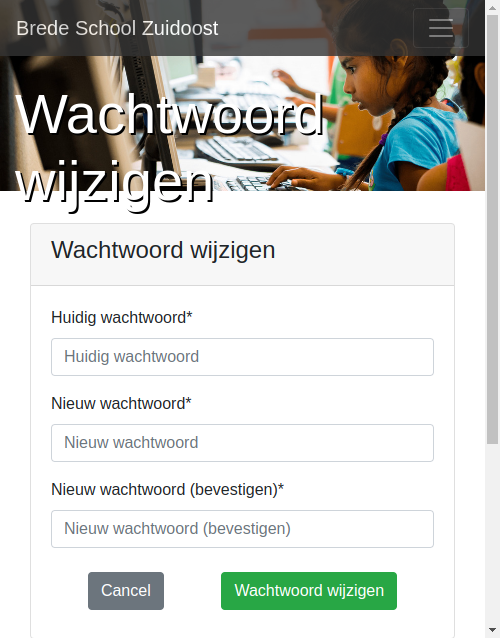 Brede School Zuidoost
Wachtwoord
wijzigen
Wachtwoord wijzigen
Huidig wachtwoord*
Huidig wachtwoord
Nieuw wachtwoord*
Nieuw wachtwoord
Nieuw wachtwoord (bevestigen)*
Nieuw wachtwoord (bevestigen)
Cancel Wachtwoord wijzigen